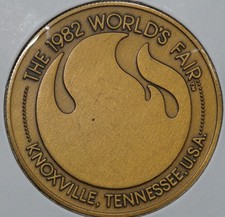 THE 1982 WORLD'S FAIR
KNOXVILLE, TENNESSEE, U.S.A.